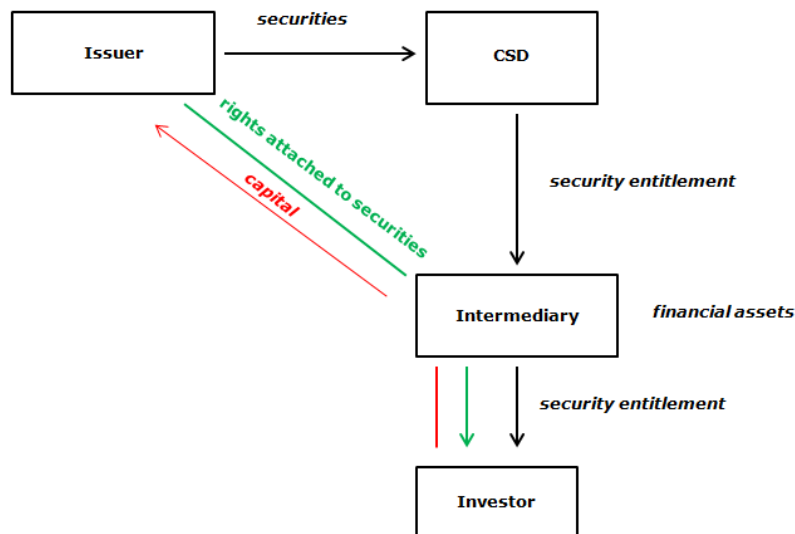 securities
Issuer
CSD
rights attached to securities
capital
security entitlement
Intermediary
financial assets
security entitlement
Investor